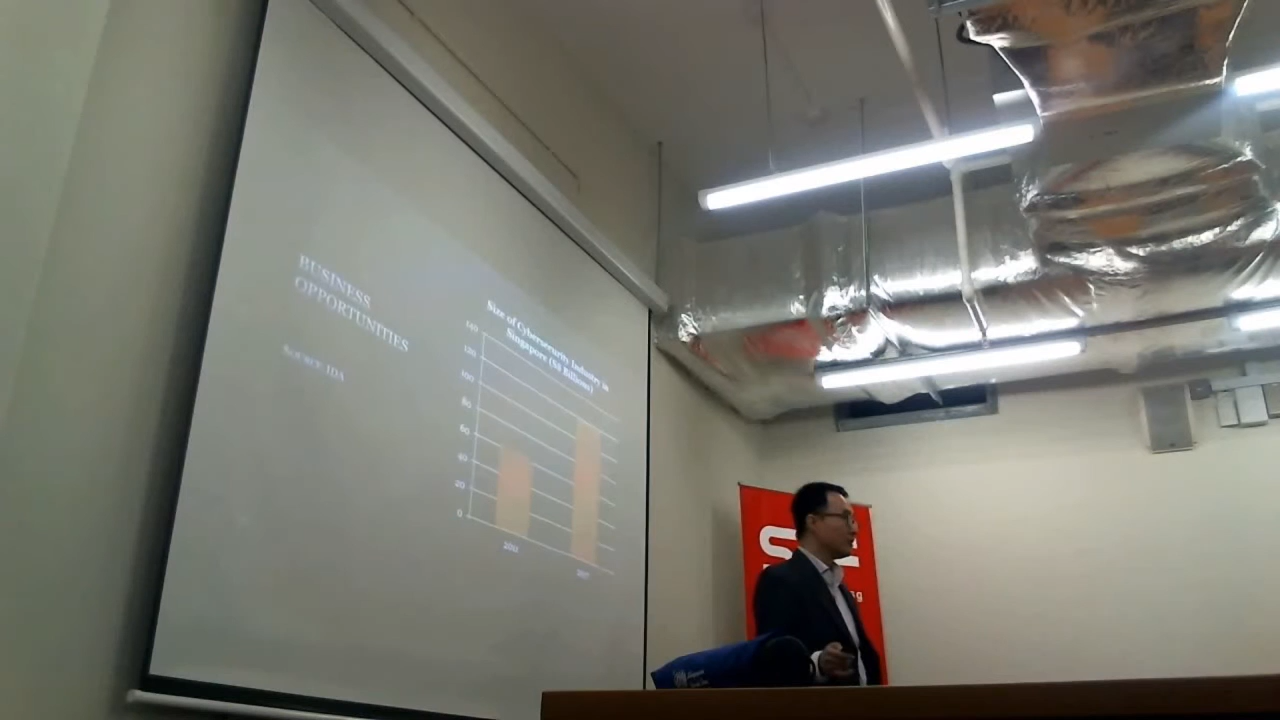 BUSINESS
OPPORTUNITIES
Source IDA
Size of Cybersecurity Industry in
Singapore (S$ Billions)
140
120
100
80
60
40
20
0